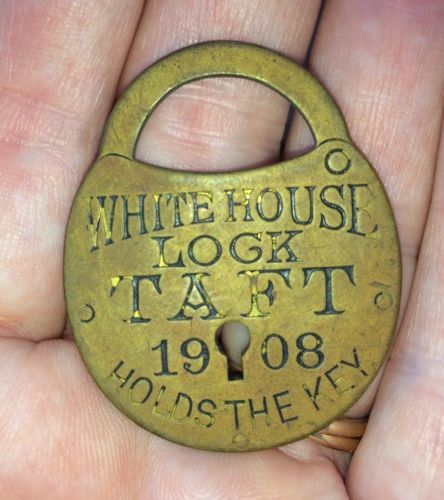 WHITE HOUSE
LOCK
TAFT
1908
HOLDS THE KEY